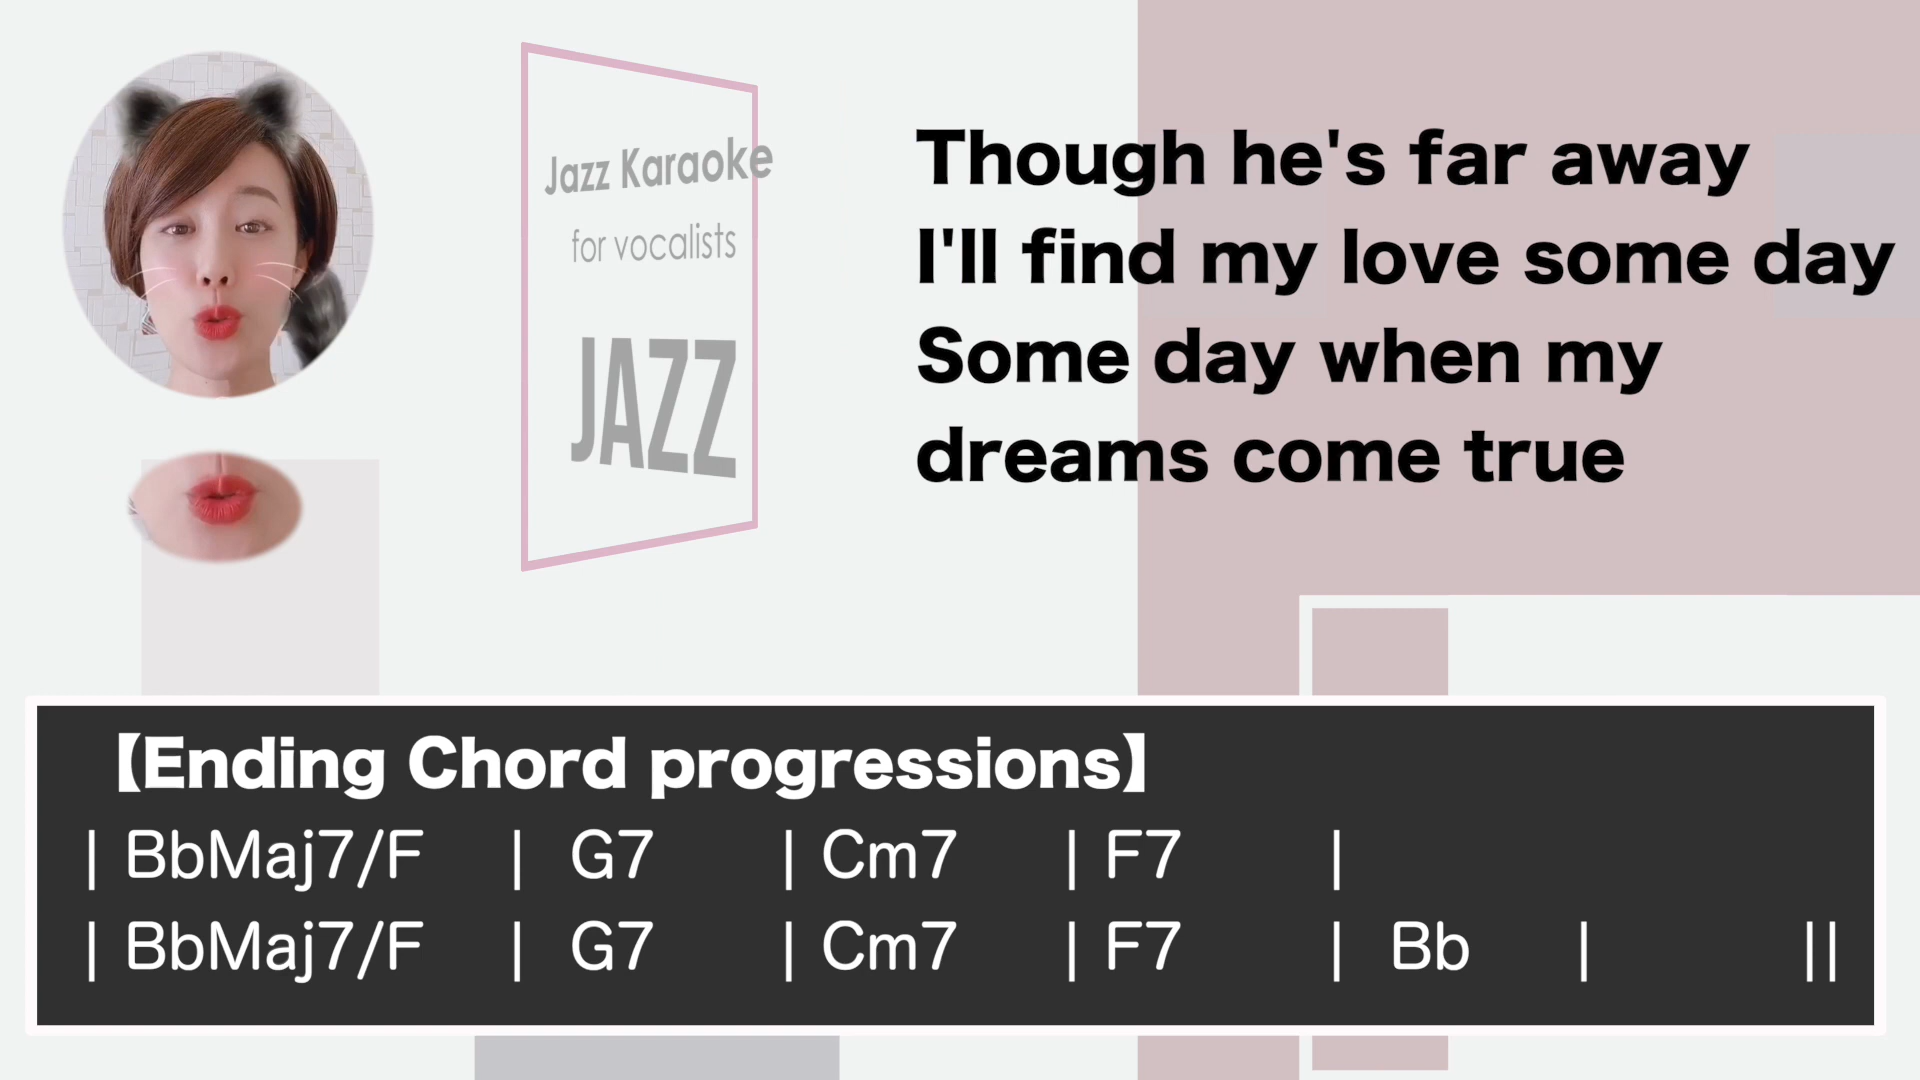 Jazz Karaoke
for vocalists
JAZZ
Though he's far away
I'll find my love some day
Some day when my
dreams come true
【Ending Chord progressions】
| BbMaj7/F | G7 | Cm7 | F7 |
| BbMaj7/F | G7 | Cm7 | F7 | Bb | ||